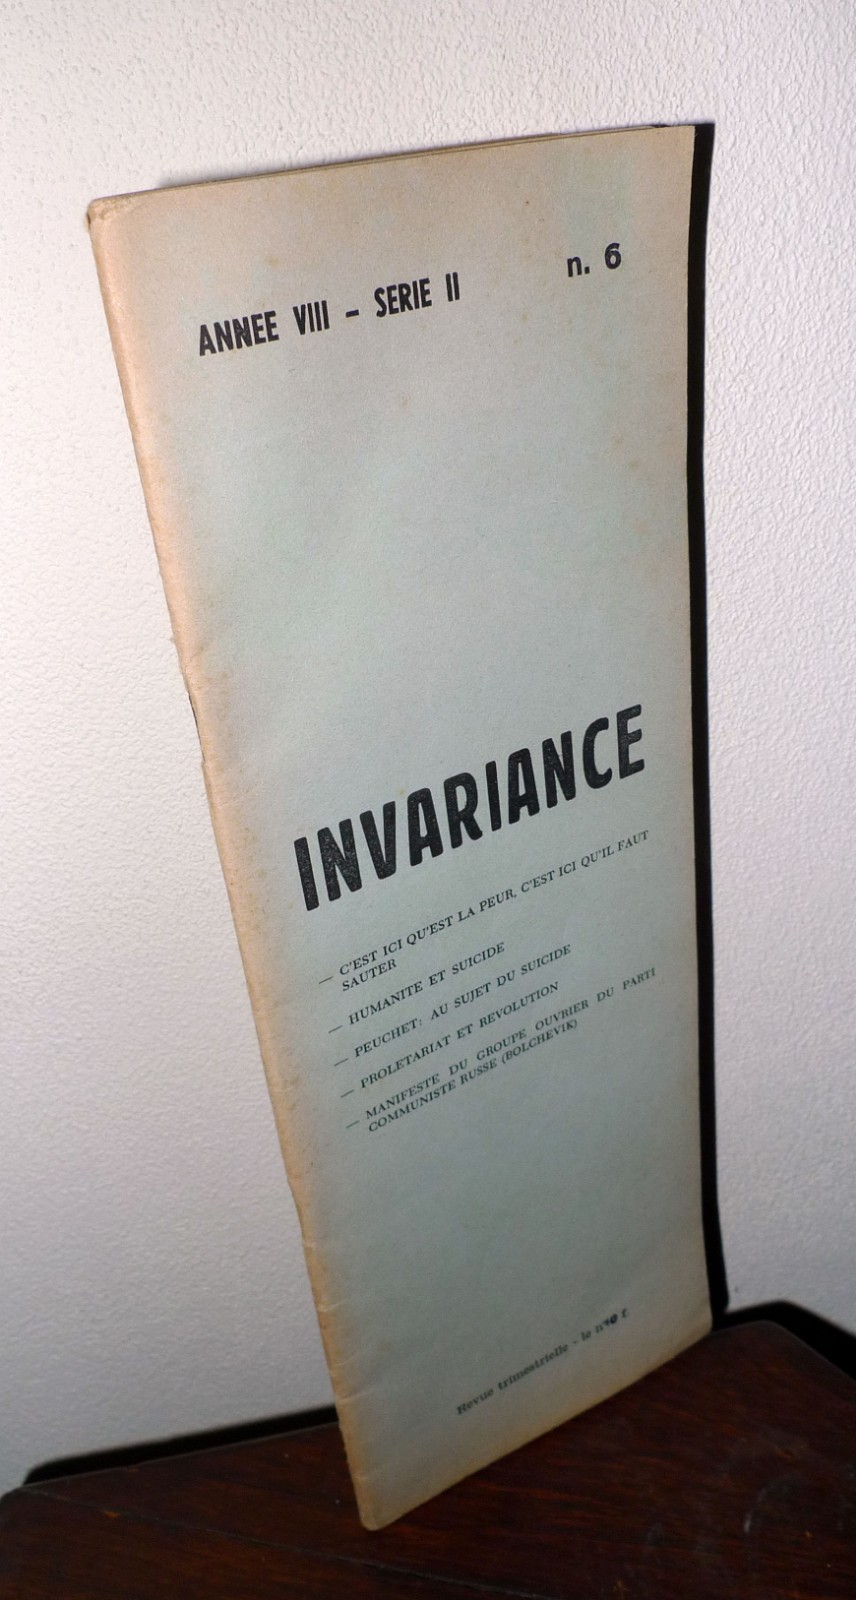 ANNEE VIII – SERIE II n. 6
INVARIANCE
— C'EST ICI QU'EST LA PEUR, C'EST ICI QU'IL FAUT
SAUTER
— HUMANITE ET SUICIDE
— PEUCHET: AU SUJET DU SUICIDE
— PROLETARIAT ET REVOLUTION
— MANIFESTE DU GROUPE OUVRIER DU PARTI
COMMUNISTE RUSSE (BOLCHEVIK)
Revue trimestrielle - le